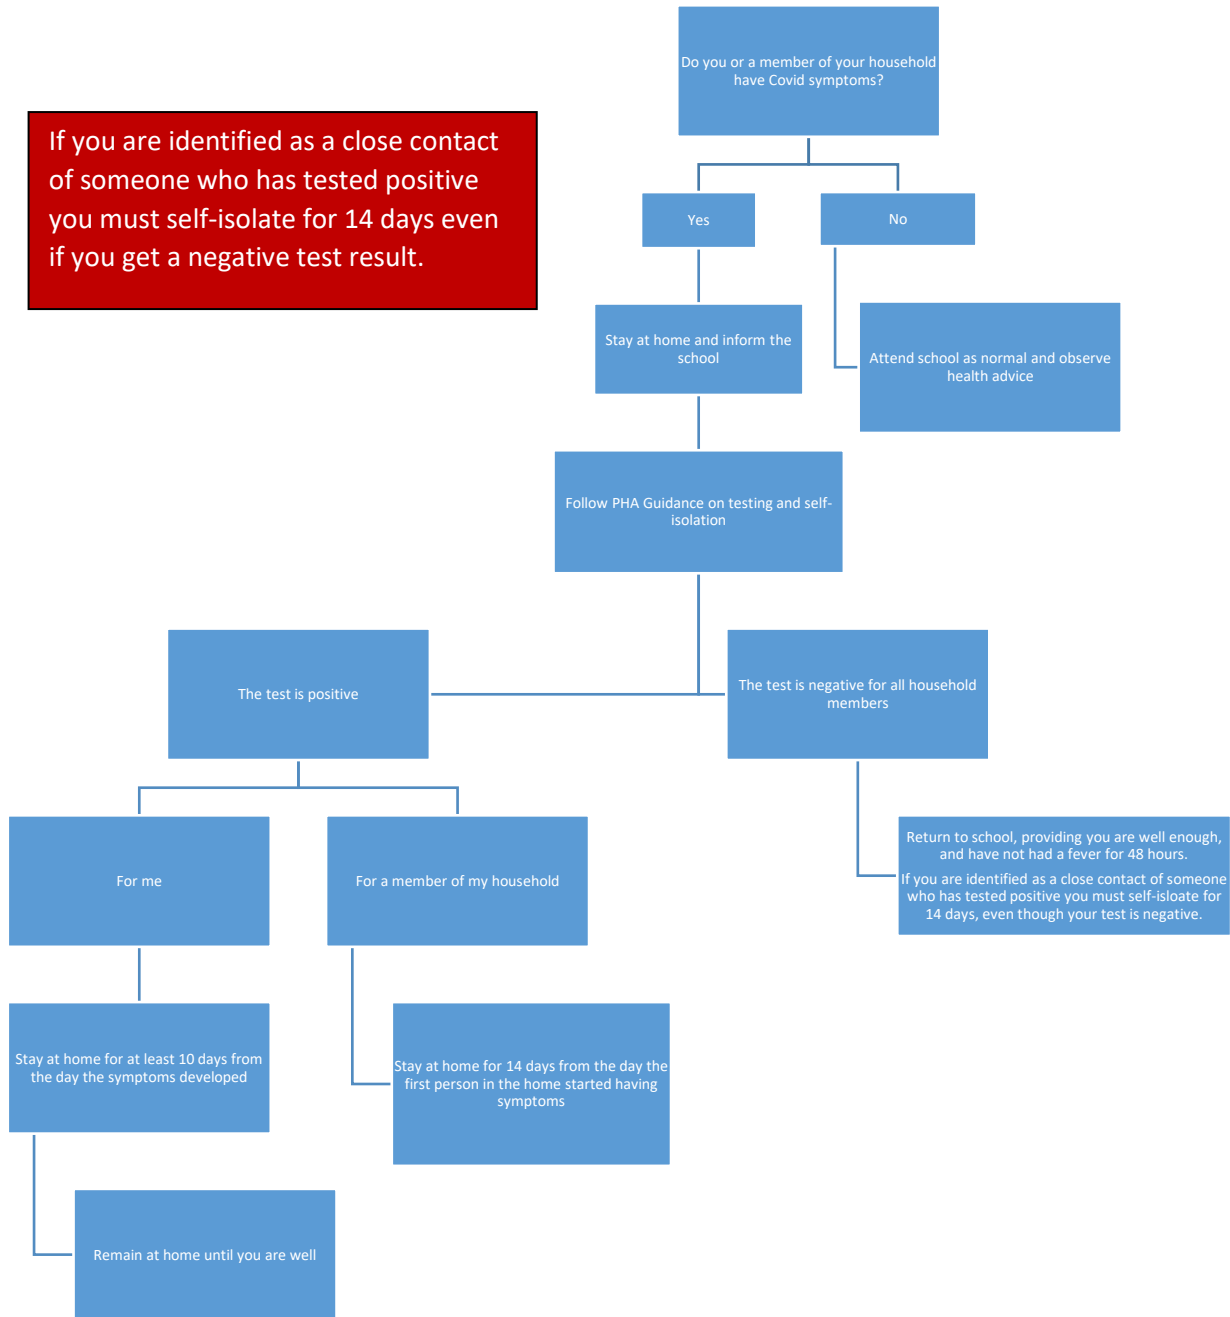 Do you or a member of your household
have Covid symptoms?
If you are identified as a close contact
of someone who has tested positive
you must self-isolate for 14 days even
if you get a negative test result.
Yes
No
Stay at home and inform the
school
Attend school as normal and observe
health advice
Follow PHA Guidance on testing and self-
isolation
The test is positive
The test is negative for all household
members
For me
For a member of my household
Return to school, providing you are well enough,
and have not had a fever for 48 hours.
If you are identified as a close contact of someone
who has tested positive you must self-isloate for
14 days, even though your test is negative.
Stay at home for at least 10 days from
the day the symptoms developed
Stay at home for 14 days from the day the
first person in the home started having
symptoms
Remain at home until you are well